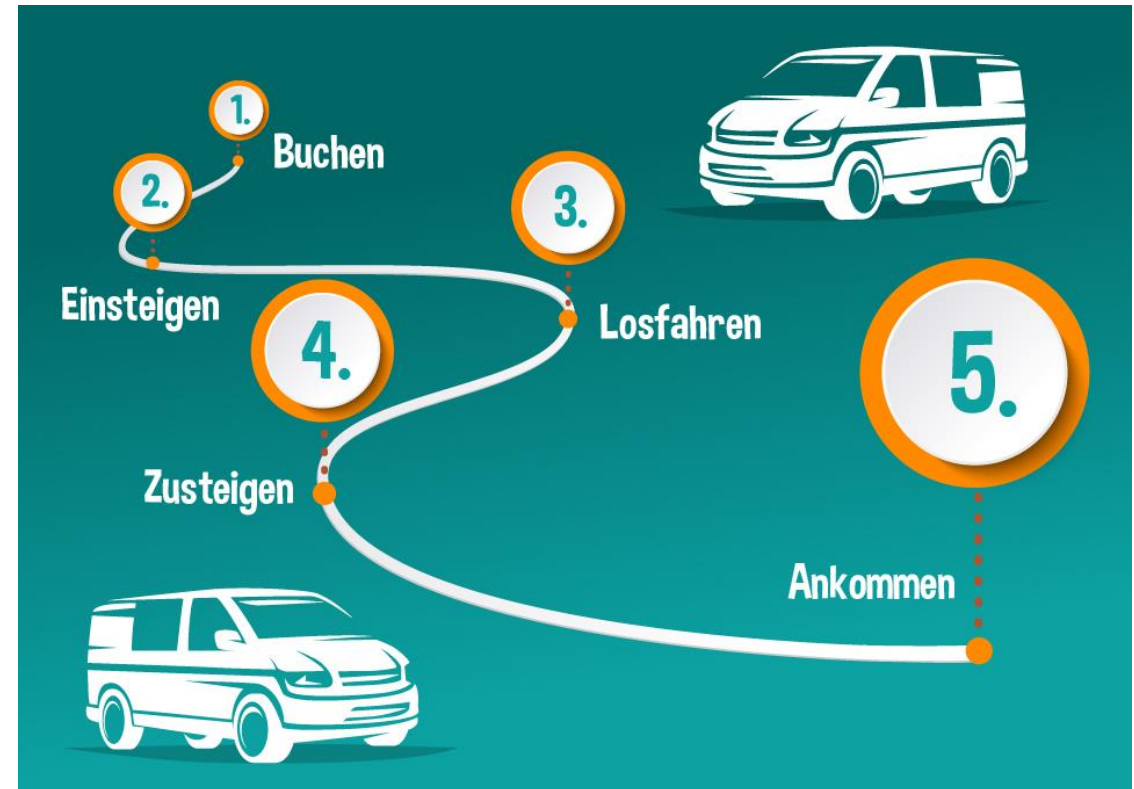 1.
Buchen
2.
Einsteigen
3.
Losfahren
4.
Zusteigen
5.
Ankommen